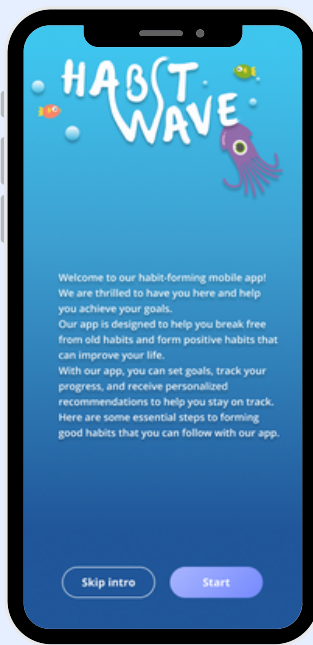 HABIT
WAVE
Welcome to our habit-forming mobile app!
We are thrilled to have you here and help
you achieve your goals.
Our app is designed to help you break free
from old habits and form positive habits that
can improve your life.
With our app, you can set goals, track your
progress, and receive personalized
recommendations to help you stay on track.
Here are some essential steps to forming
good habits that you can follow with our app.
Skip intro
Start